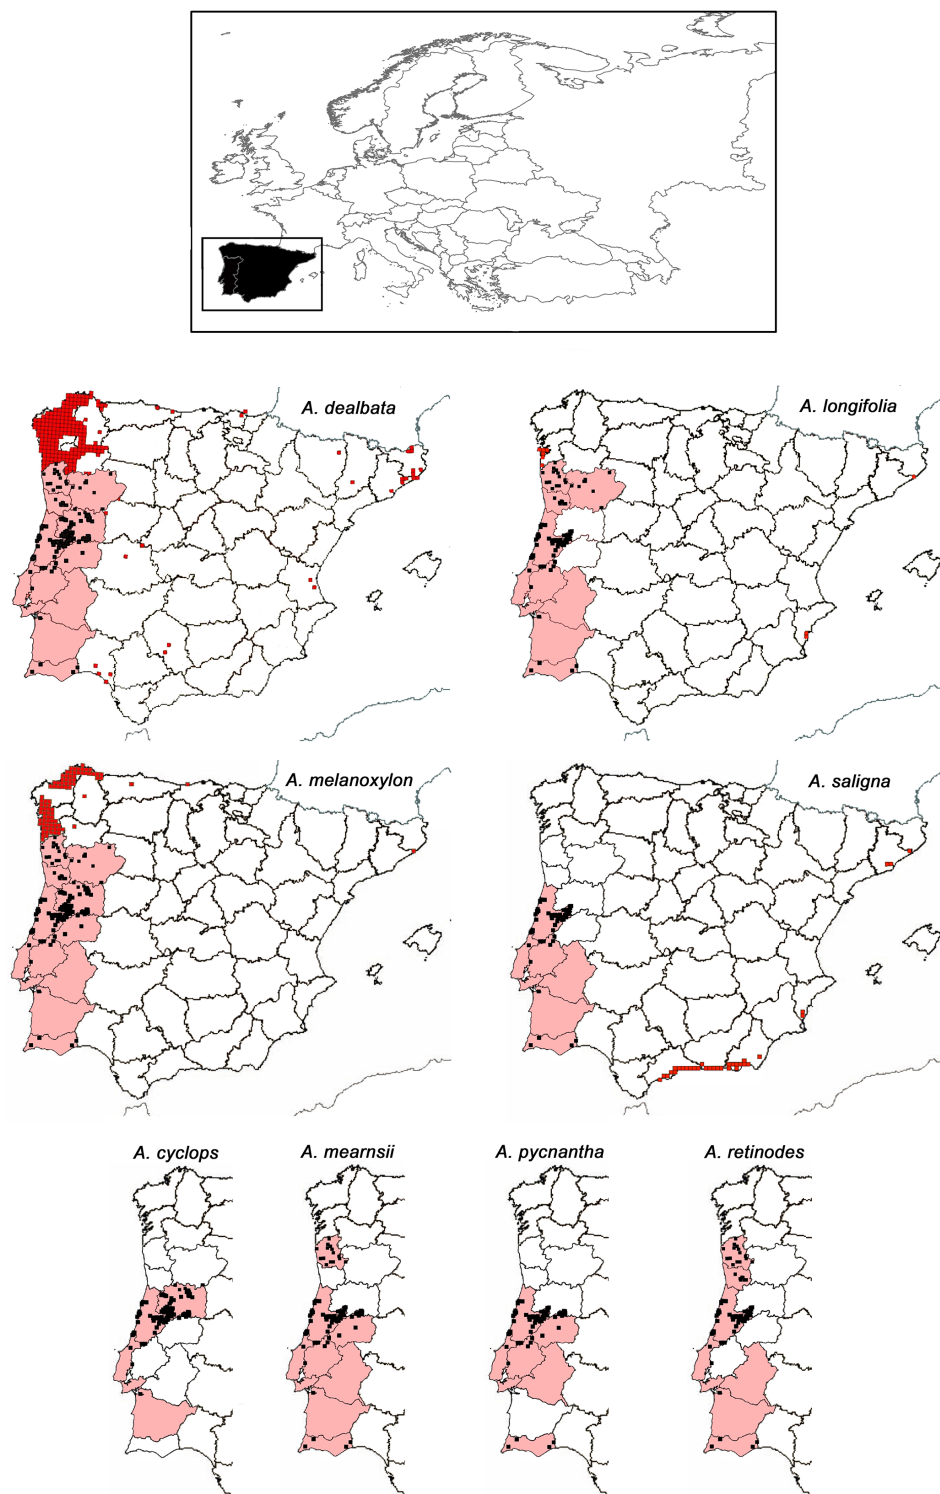 A. dealbata
A. longifolia
A. melanoxylon
A. saligna
A. cyclops
A. mearnsii
A. pycnantha
A. retinodes